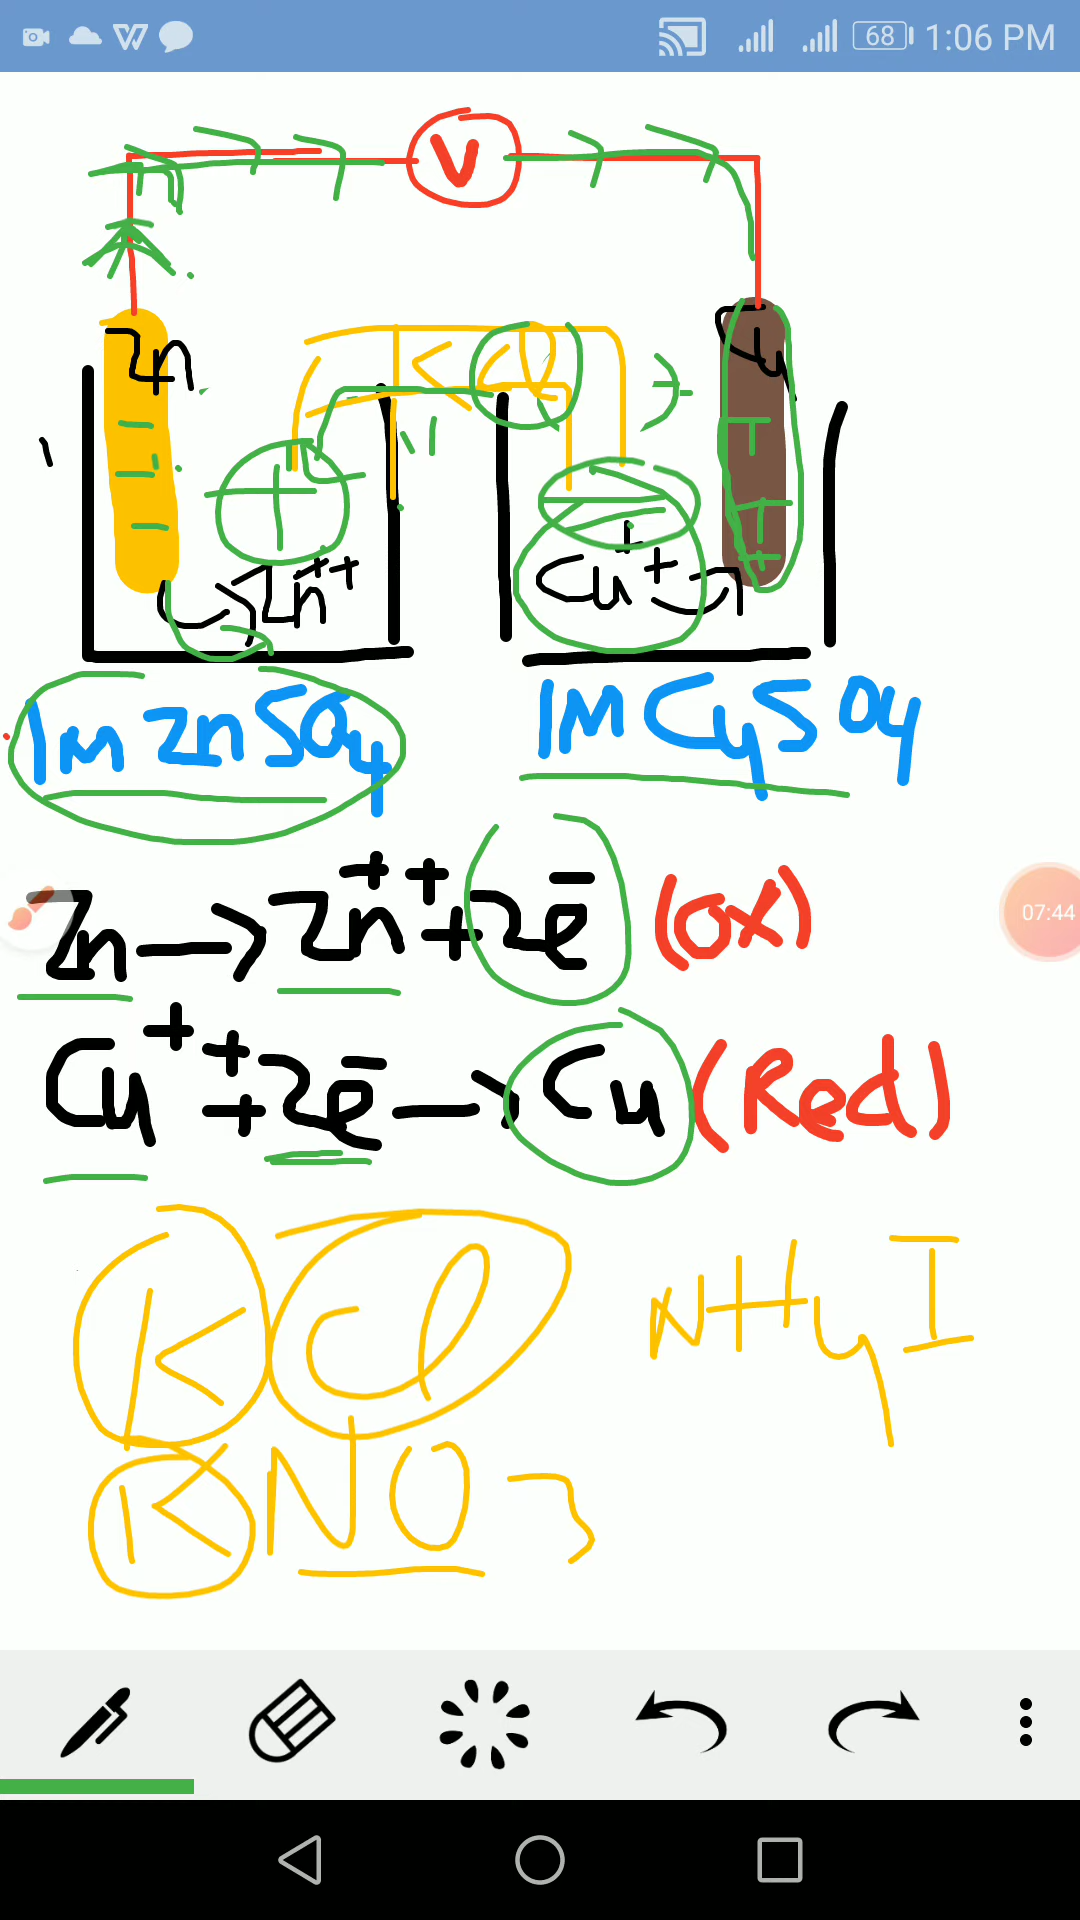 68 1:06 PM
V
Zn
KCl
Cu
+
Zn++
Cu++
1M ZnSO4
1M CuSO4
Zn → Zn++ + 2e̅ (Ox)
07:44
Cu++ + 2e̅ → Cu (Red)
KCl NH4I
KNO3